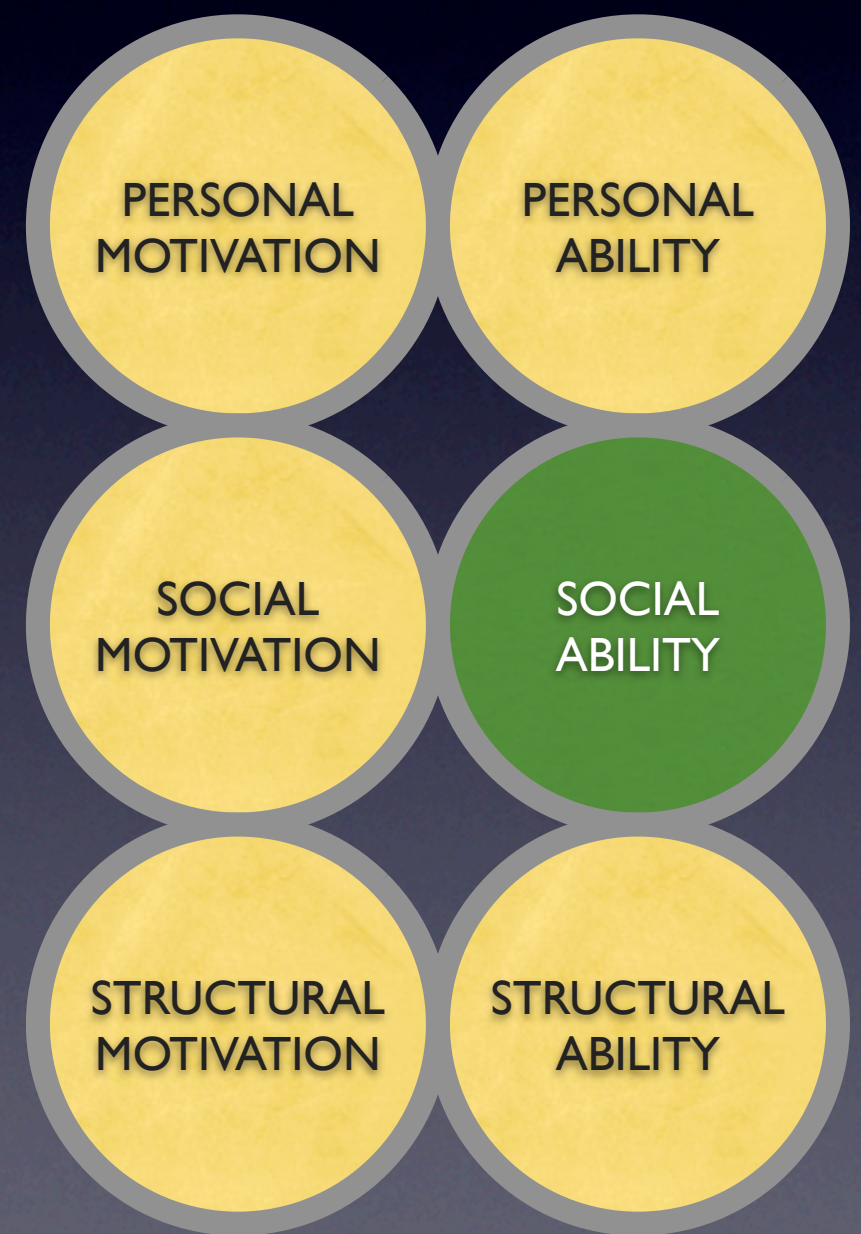 PERSONAL
MOTIVATION
PERSONAL
ABILITY
SOCIAL
MOTIVATION
SOCIAL
ABILITY
STRUCTURAL
MOTIVATION
STRUCTURAL
ABILITY